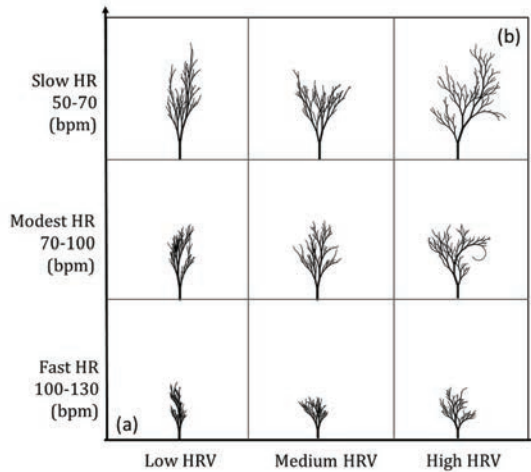 (b)
Slow HR
50-70
(bpm)
Modest HR
70-100
(bpm)
Fast HR
100-130
(bpm)
(a)
Low HRV
Medium HRV
High HRV